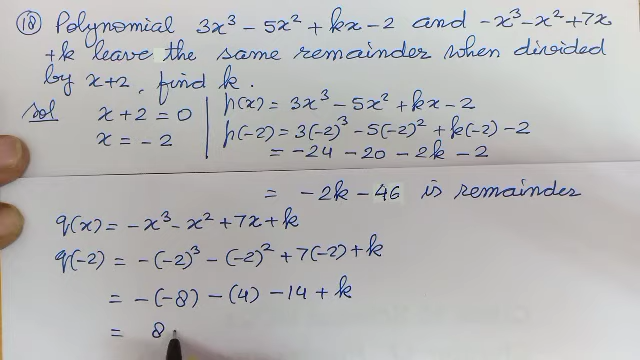 ⑱ Polynomial 3x³ - 5x² + kx - 2 and -x³ - x² + 7x
+k leave the same remainder when divided
by x+2, find k.
Sol x + 2 = 0 p(x) = 3x³ - 5x² + kx - 2
x = -2 p(-2) = 3(-2)³ - 5(-2)² + k(-2) - 2
= -24 - 20 - 2k - 2
= -2k - 46 is remainder
q(x) = -x³ - x² + 7x + k
q(-2) = -(-2)³ - (-2)² + 7(-2) + k
= -(-8) - (4) - 14 + k
= 8